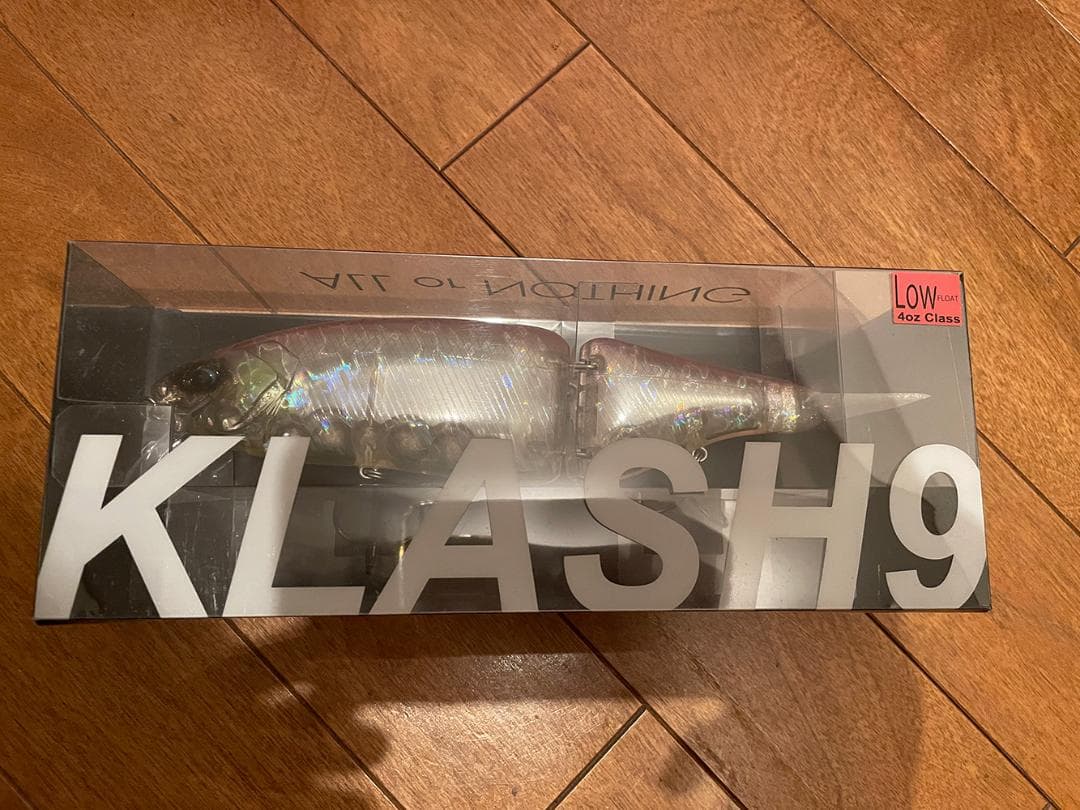 ALL or NOTHING
LOW FLOAT
4oz Class
KLASH9